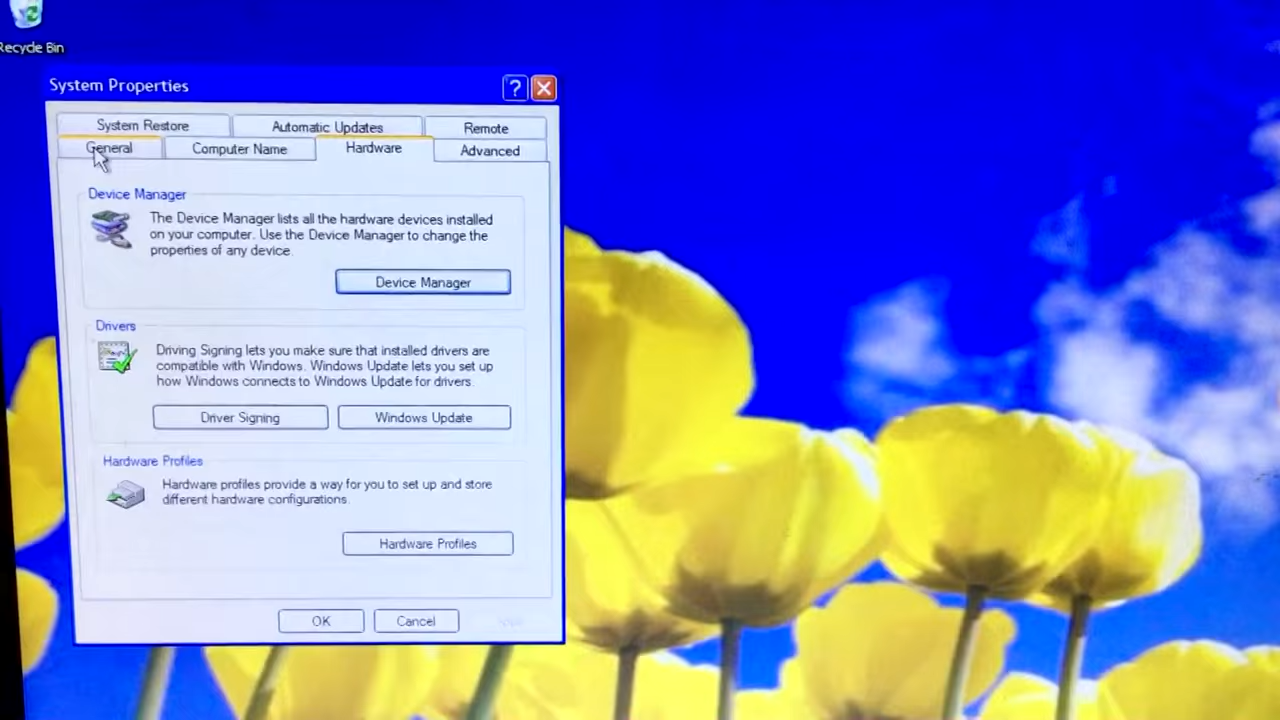 Recycle Bin
System Properties
System Restore
Automatic Updates
Remote
General
Computer Name
Hardware
Advanced
Device Manager
The Device Manager lists all the hardware devices installed
on your computer. Use the Device Manager to change the
properties of any device.
Device Manager
Drivers
Driving Signing lets you make sure that installed drivers are
compatible with Windows. Windows Update lets you set up
how Windows connects to Windows Update for drivers.
Driver Signing
Windows Update
Hardware Profiles
Hardware profiles provide a way for you to set up and store
different hardware configurations.
Hardware Profiles
OK
Cancel
Apply